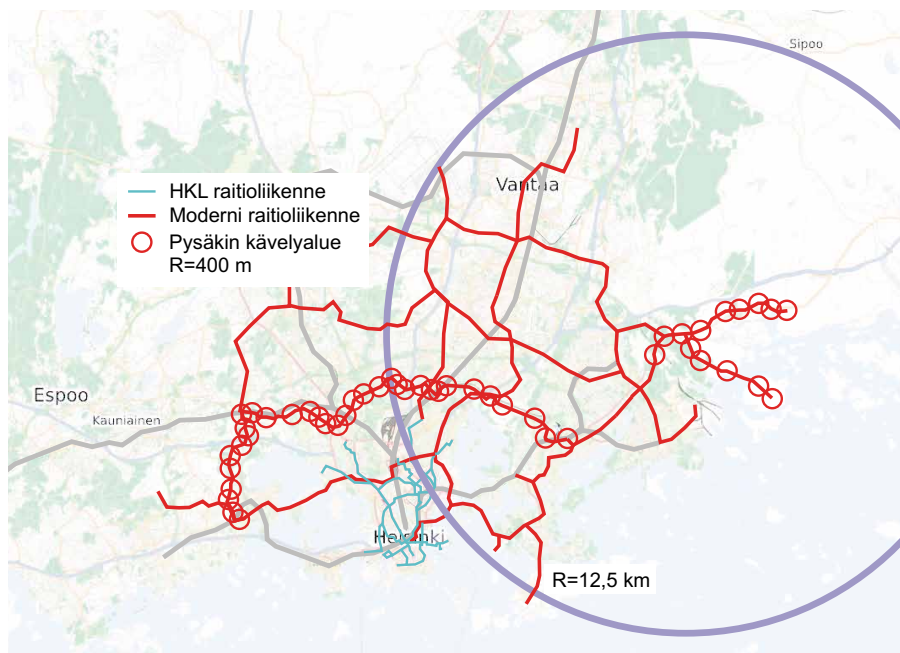 Sipoo
Vantaa
HKL raitioliikenne
Moderni raitioliikenne
Pysäkin kävelyalue
R=400 m
Espoo
Kauniainen
Helsinki
R=12,5 km